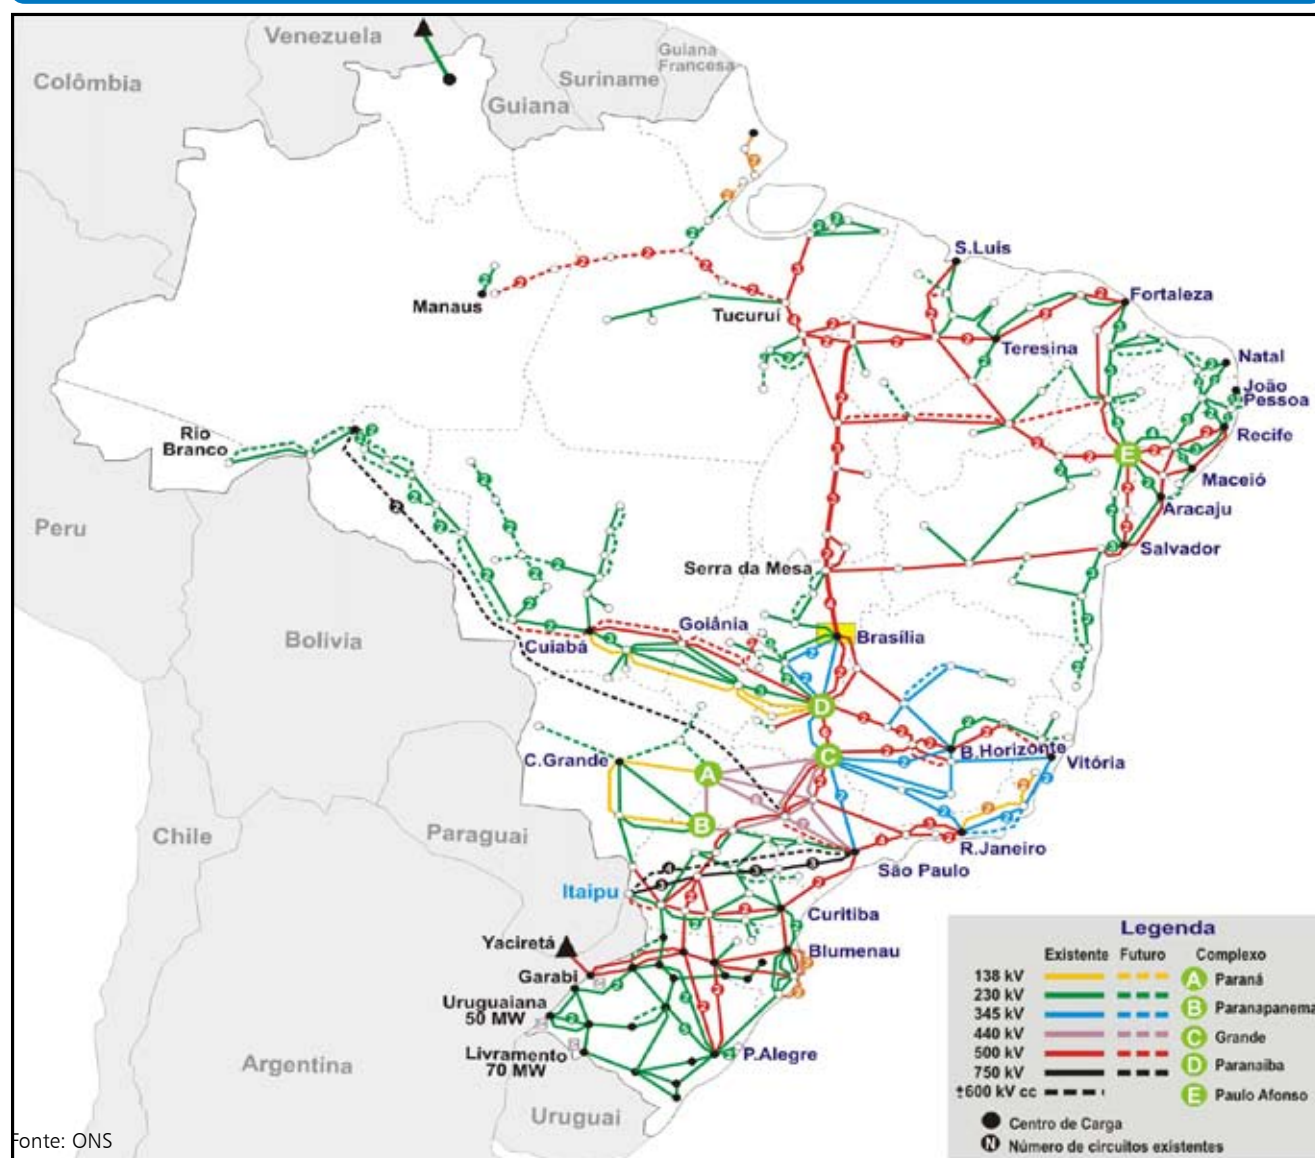 Venezuela
Guiana
Francesa
Colômbia
Suriname
Guiana
S.Luís
Manaus
Tucuruí
Fortaleza
Teresina
Natal
João
Pessoa
Rio
Branco
Recife
E
Maceió
Aracaju
Peru
Salvador
Serra da Mesa
Goiânia
Brasília
Bolívia
Cuiabá
D
C.Grande
A
C
B.Horizonte
Vitória
Chile
Paraguai
B
R.Janeiro
São Paulo
Itaipu
Curitiba
Yaciretá
Blumenau
Garabi
Uruguaiana
50 MW
Livramento
70 MW
P.Alegre
Argentina
Uruguai
Legenda
Existente Futuro Complexo
138 kV A Paraná
230 kV B Paranapanema
345 kV C Grande
440 kV D Paranaíba
500 kV E Paulo Afonso
750 kV
±600 kV cc
Centro de Carga
N Número de circuitos existentes
Fonte: ONS